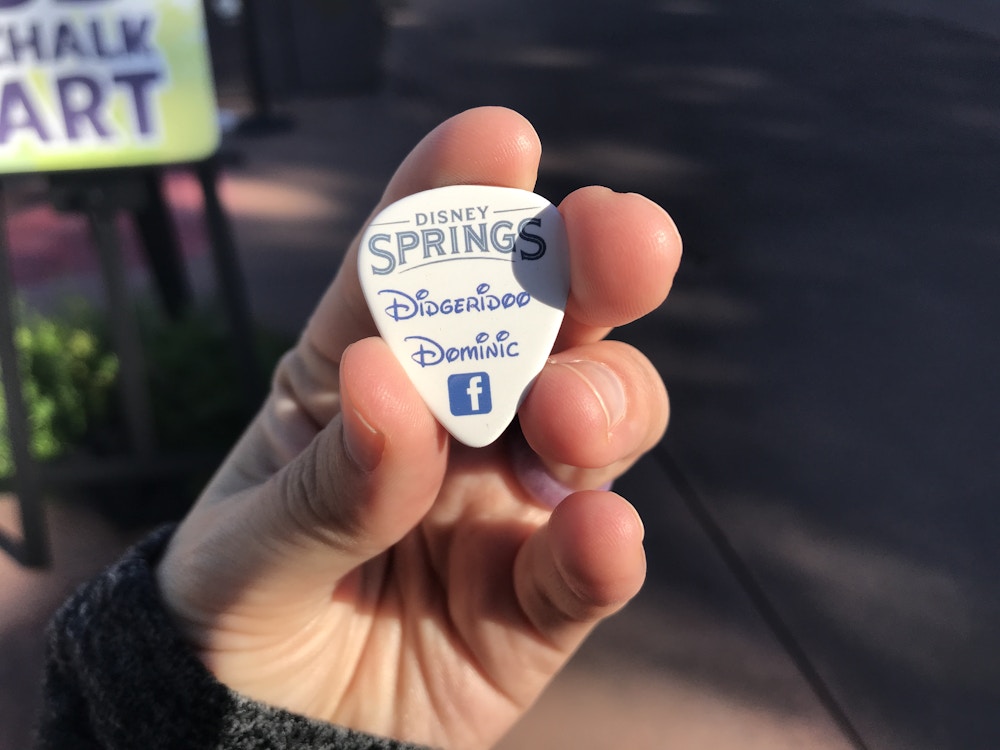 CHALK
ART
DISNEY
SPRINGS
DIDGERIDOO
DOMINIC
f